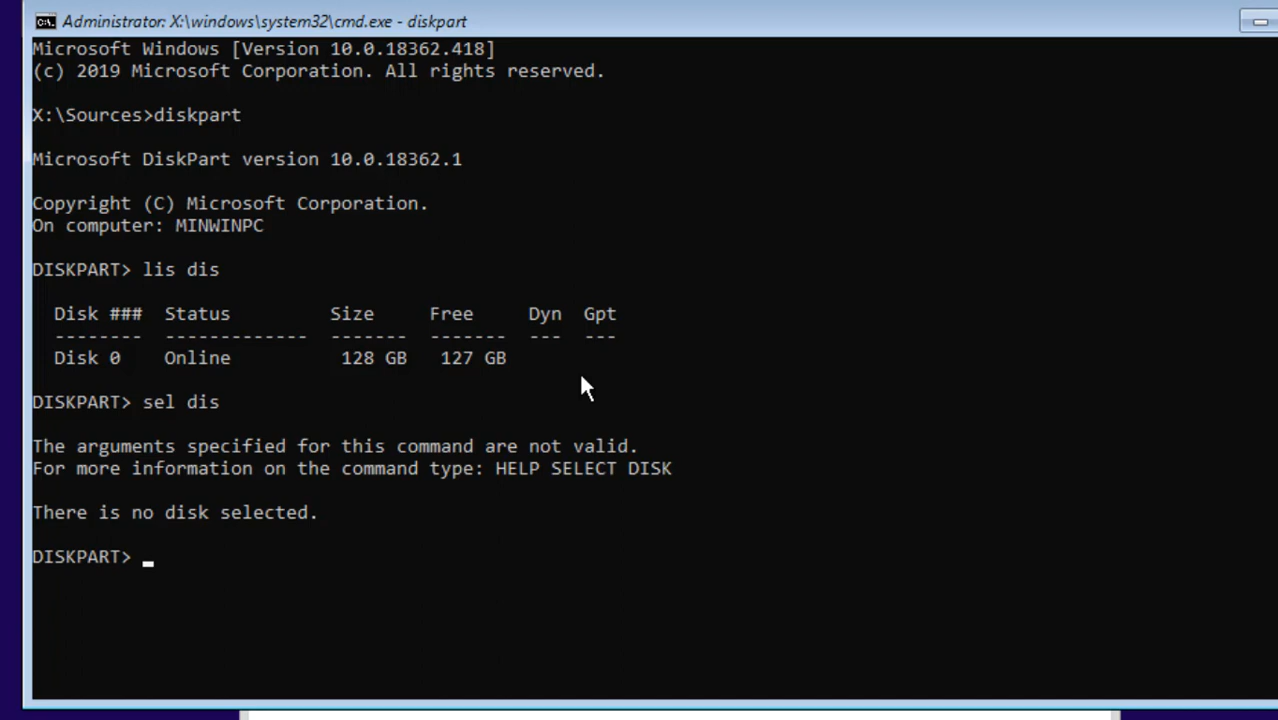 Administrator: X:\windows\system32\cmd.exe - diskpart
Microsoft Windows [Version 10.0.18362.418]
(c) 2019 Microsoft Corporation. All rights reserved.
X:\Sources>diskpart
Microsoft DiskPart version 10.0.18362.1
Copyright (C) Microsoft Corporation.
On computer: MINWINPC
DISKPART> lis dis
Disk ###  Status         Size     Free     Dyn  Gpt
--------  -------------  -------  -------  ---  ---
Disk 0    Online          128 GB   127 GB
DISKPART> sel dis
The arguments specified for this command are not valid.
For more information on the command type: HELP SELECT DISK
There is no disk selected.
DISKPART> _